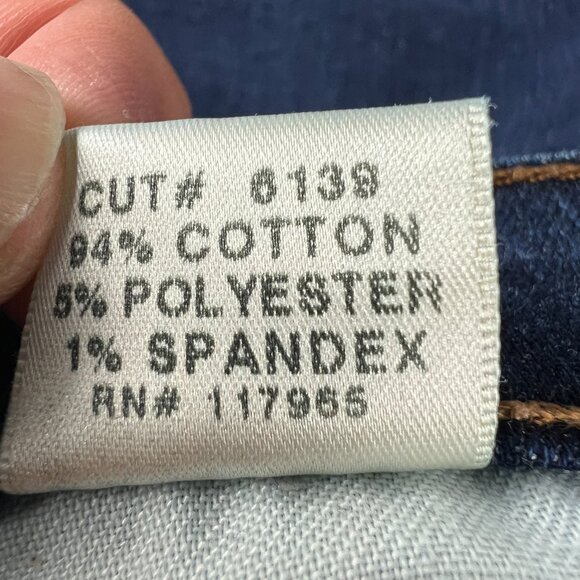 CUT# 6139
94% COTTON
5% POLYESTER
1% SPANDEX
RN# 117965